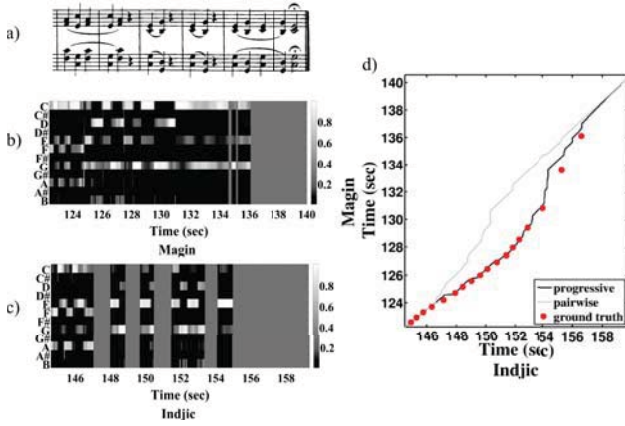 a)
b)
C
C#
D
D#
E
F
F#
G
G#
A
A#
B
0.8
0.6
0.4
0.2
124 126 128 130 132 134 136 138 140
Time (sec)
Magin
c)
C
C#
D
D#
E
F
F#
G
G#
A
A#
B
0.8
0.6
0.4
0.2
146 148 150 152 154 156 158
Time (sec)
Indjic
d)
Magin
Time (sec)
140
136
134
130
128
126
124
progressive
pairwise
ground truth
146 148 150 152 154 156 158
Time (sec)
Indjic